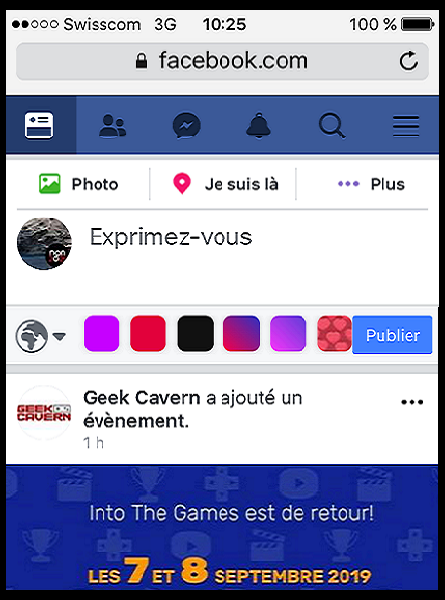 Swisscom 3G 10:25 100 %
facebook.com
Photo Je suis là Plus
Exprimez-vous
Publier
Geek Cavern a ajouté un
évènement.
1 h
GEEK
CAVERN
Into The Games est de retour!
LES 7 ET 8 SEPTEMBRE 2019